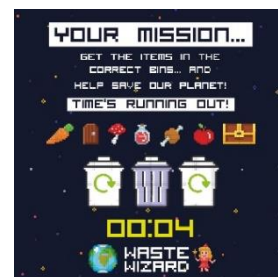 YOUR MISSION...
GET THE ITEMS IN THE
CORRECT BINS... AND
HELP SAVE OUR PLANET!
TIME'S RUNNING OUT!
00:04
WASTE
WIZARD